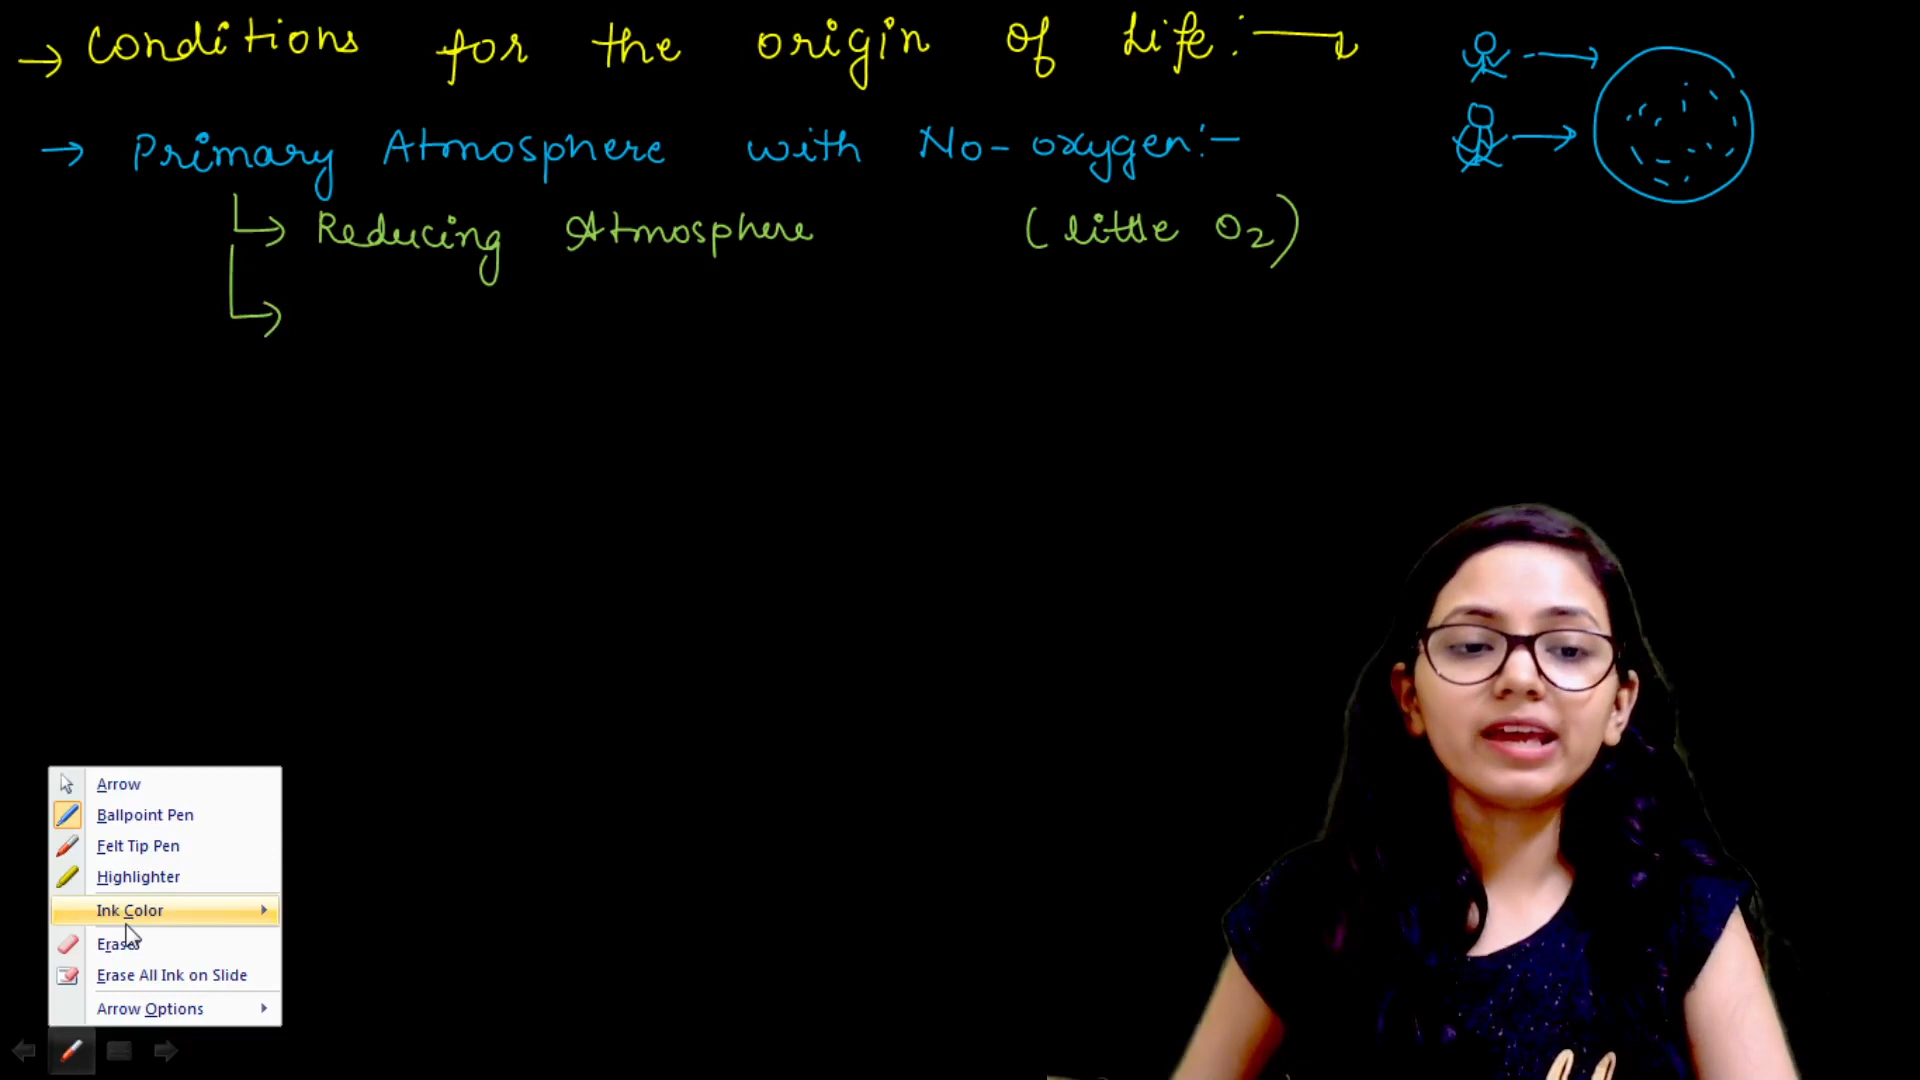 → Conditions for the origin of Life:→
→ Primary Atmosphere with No-oxygen:-
↳ Reducing Atmosphere (little O2)
↳
Arrow
Ballpoint Pen
Felt Tip Pen
Highlighter
Ink Color
Eraser
Erase All Ink on Slide
Arrow Options